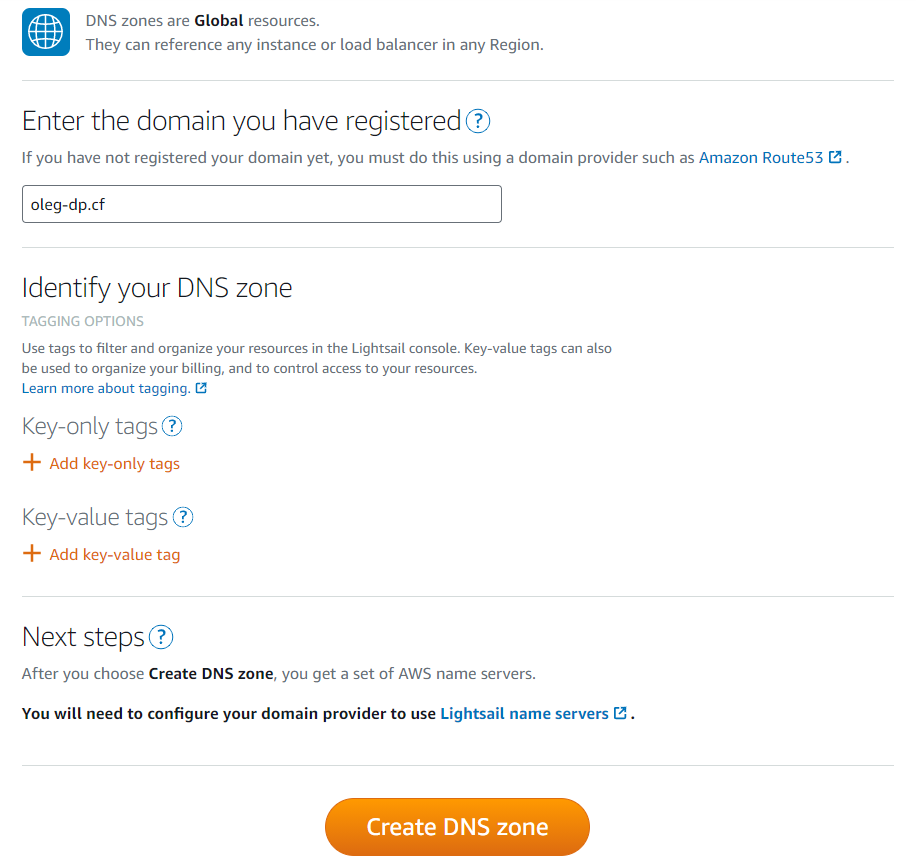 DNS zones are Global resources.
They can reference any instance or load balancer in any Region.
Enter the domain you have registered ?
If you have not registered your domain yet, you must do this using a domain provider such as Amazon Route53 .
oleg-dp.cf
Identify your DNS zone
TAGGING OPTIONS
Use tags to filter and organize your resources in the Lightsail console. Key-value tags can also
be used to organize your billing, and to control access to your resources.
Learn more about tagging.
Key-only tags ?
+ Add key-only tags
Key-value tags ?
+ Add key-value tag
Next steps ?
After you choose Create DNS zone, you get a set of AWS name servers.
You will need to configure your domain provider to use Lightsail name servers .
Create DNS zone